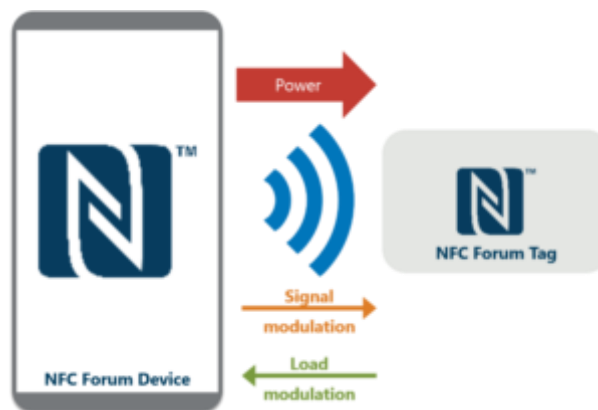 Power
TM
TM
NFC Forum Tag
Signal
modulation
Load
modulation
NFC Forum Device